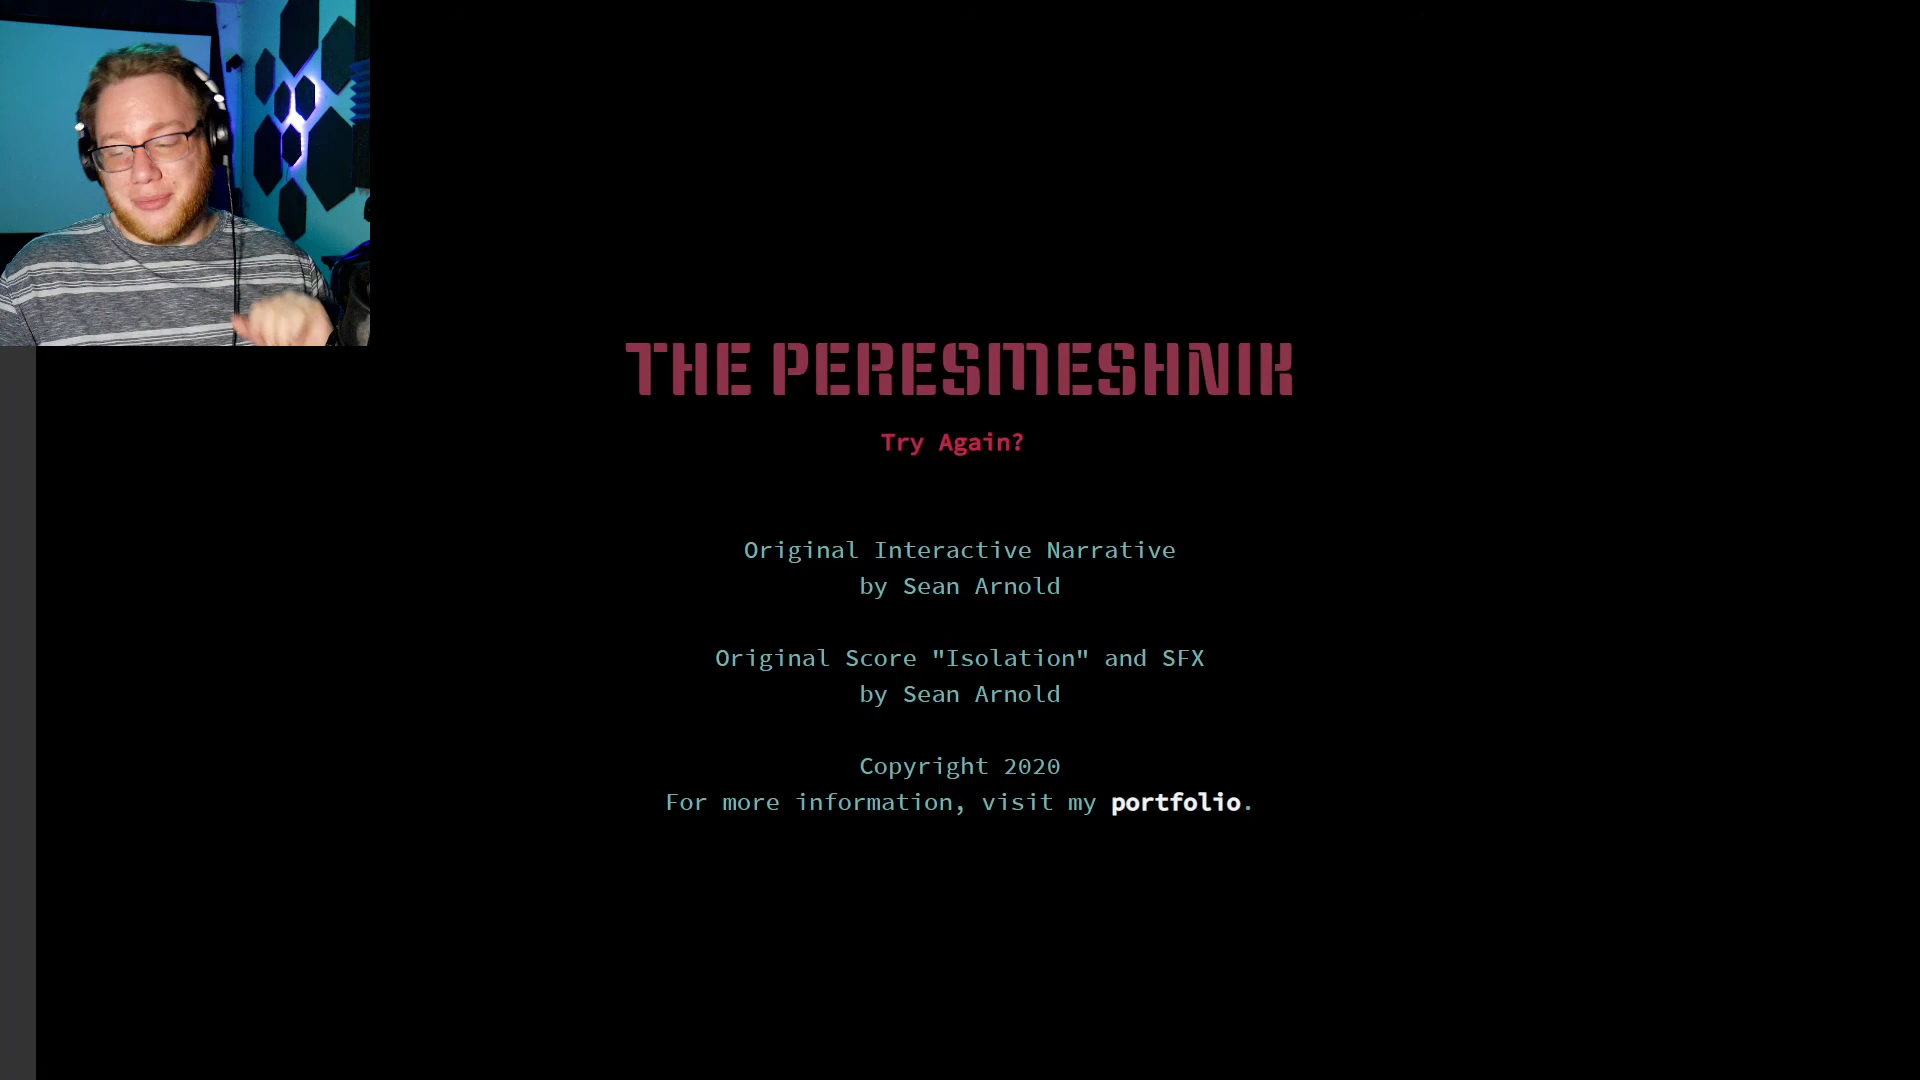 THE PERESMESHNIK
Try Again?
Original Interactive Narrative
by Sean Arnold
Original Score "Isolation" and SFX
by Sean Arnold
Copyright 2020
For more information, visit my portfolio.